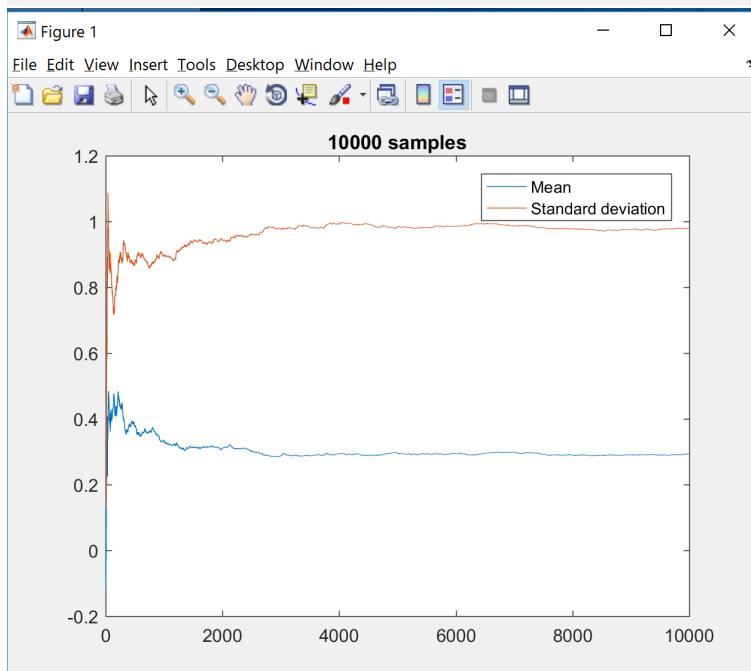 Figure 1
File Edit View Insert Tools Desktop Window Help
10000 samples
1.2
Mean
Standard deviation
1
0.8
0.6
0.4
0.2
0
-0.2
0 2000 4000 6000 8000 10000